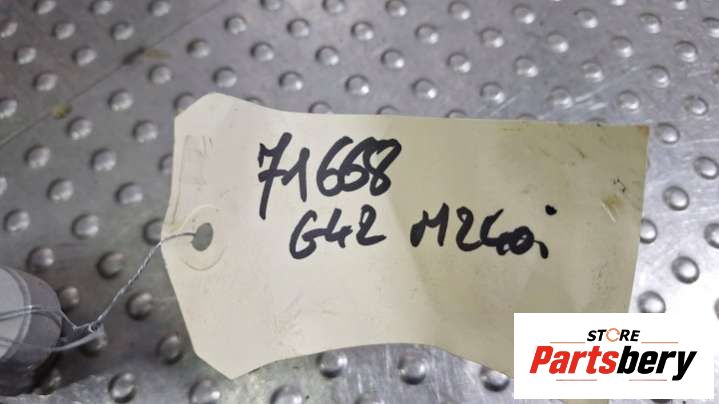 71668
G42 M240i
STORE
Partsbery